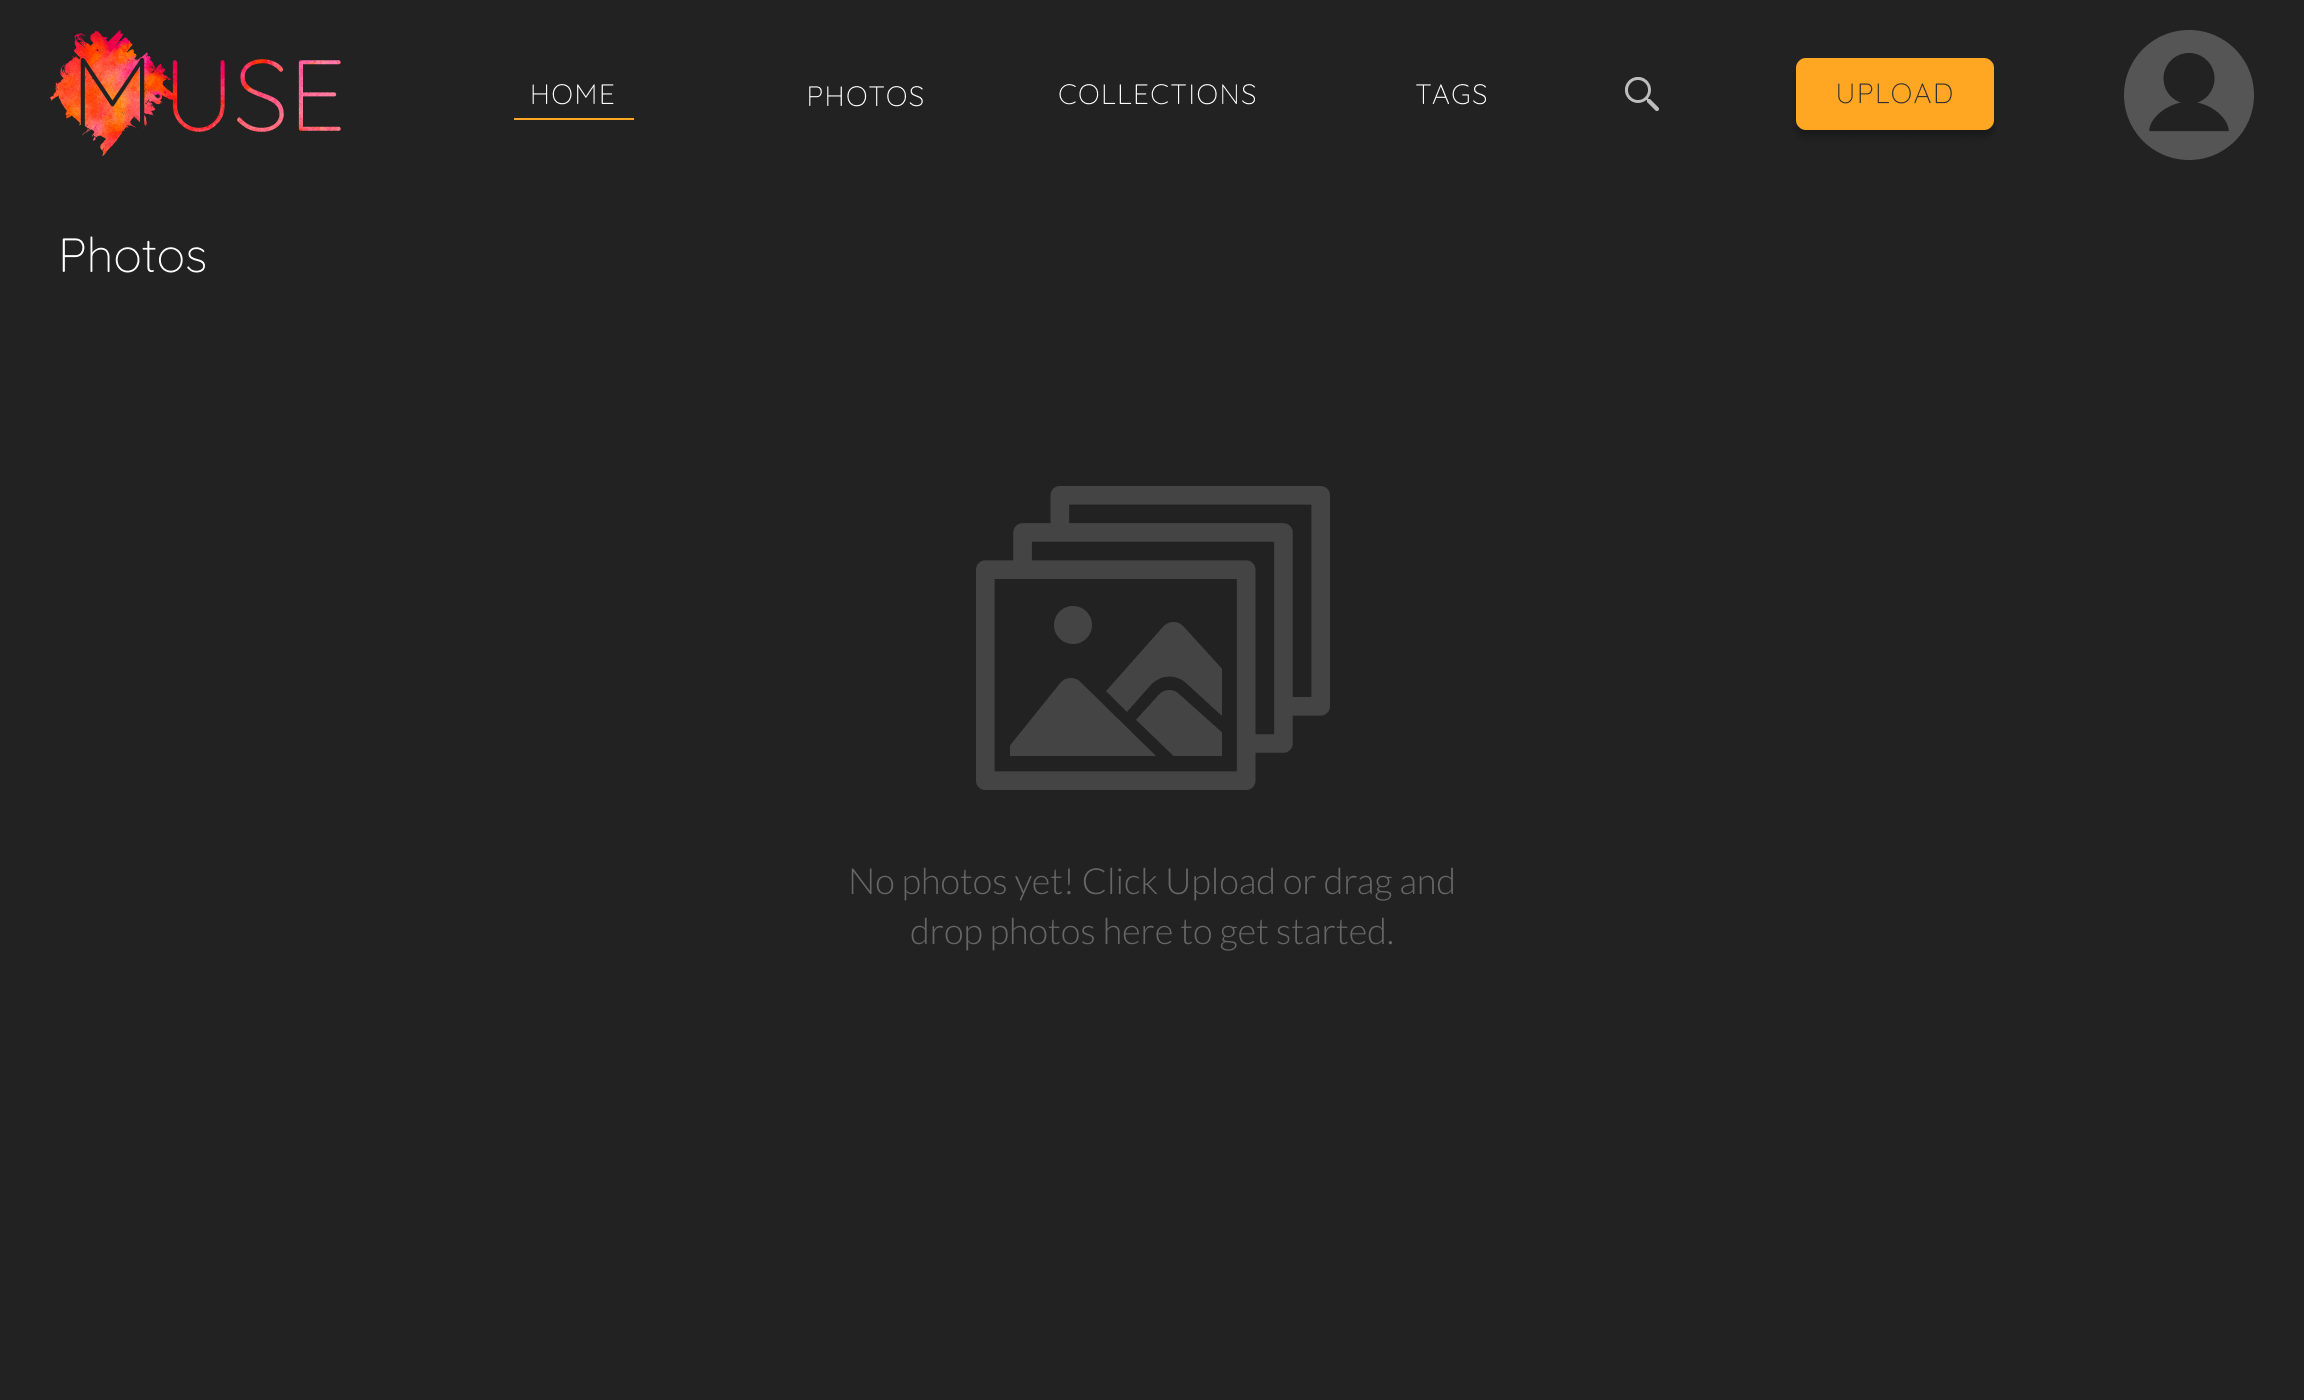 MUSE
HOME
PHOTOS
COLLECTIONS
TAGS
UPLOAD
Photos
No photos yet! Click Upload or drag and
drop photos here to get started.